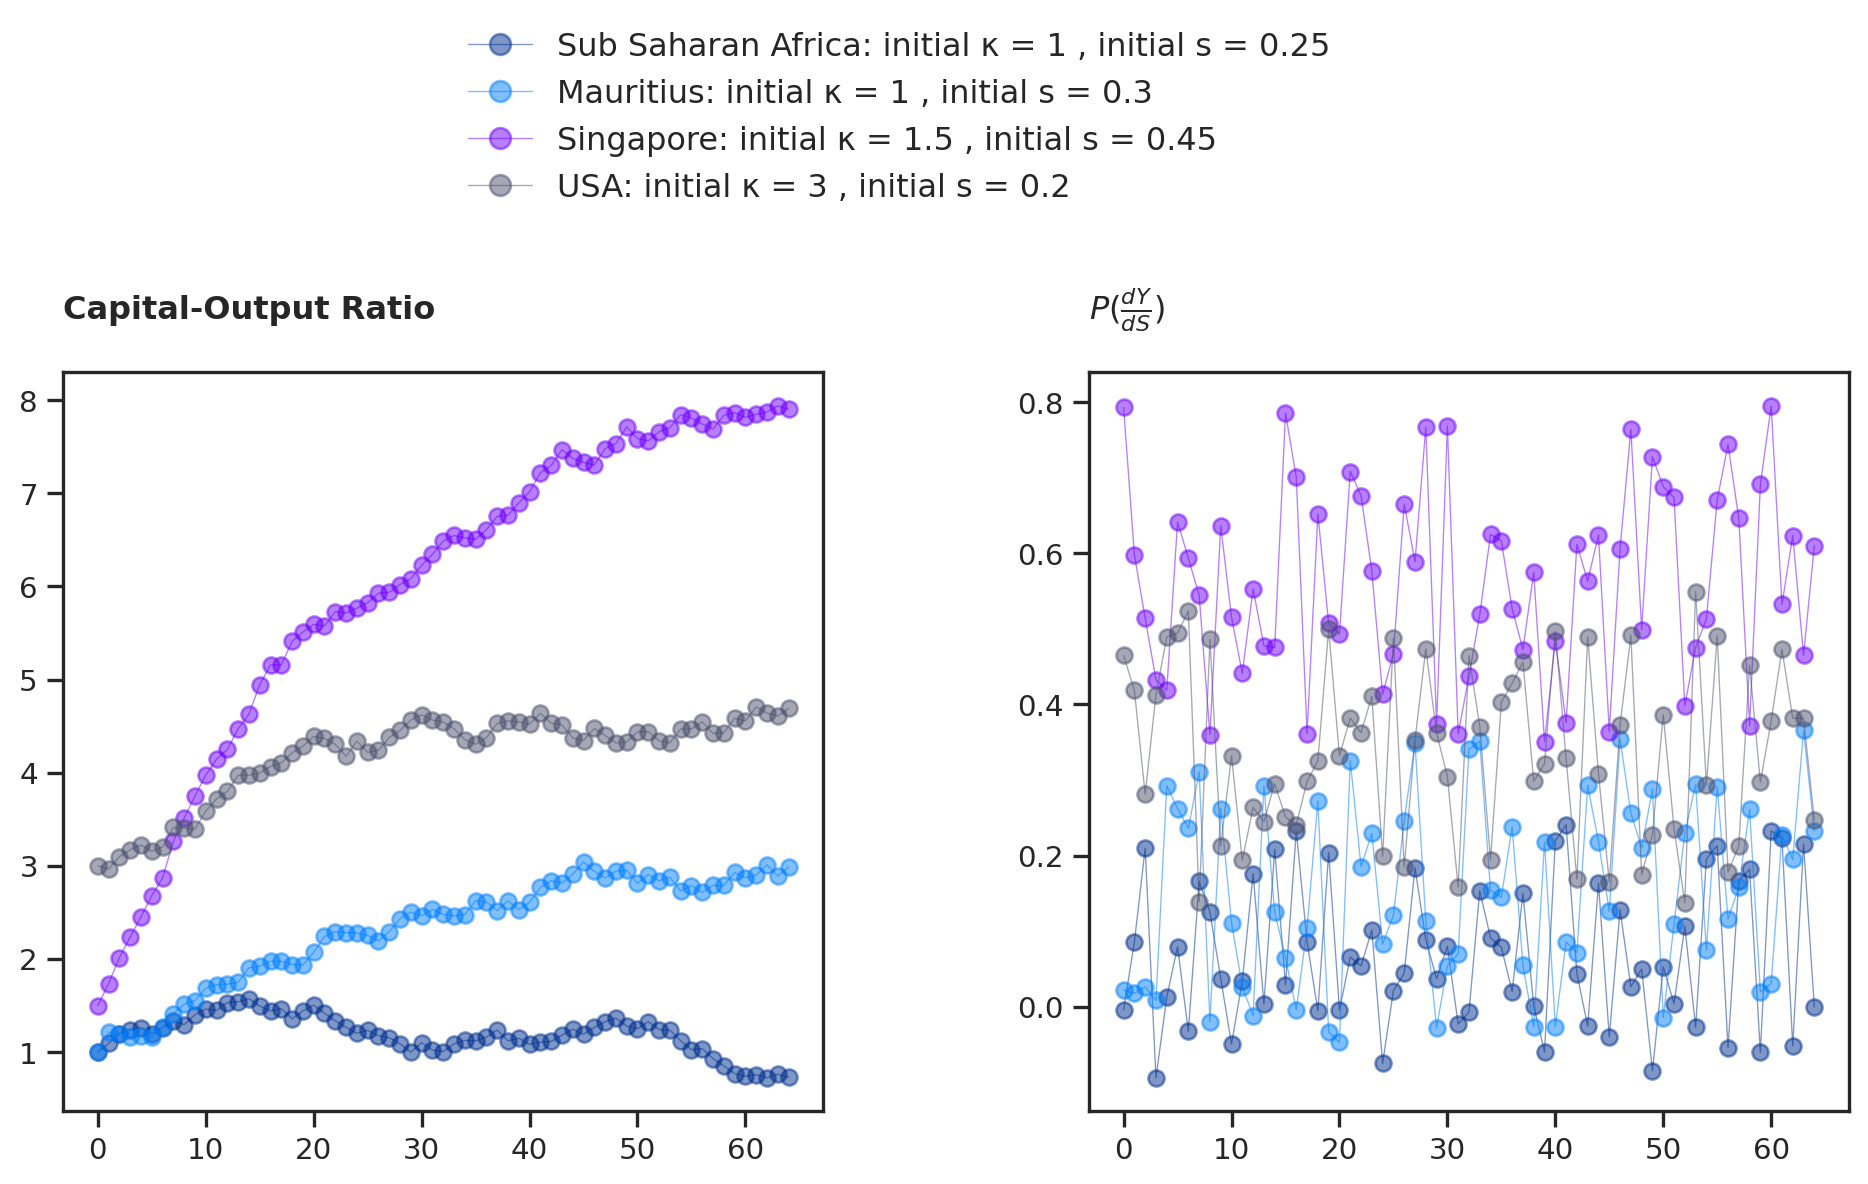 Sub Saharan Africa: initial κ = 1 , initial s = 0.25
Mauritius: initial κ = 1 , initial s = 0.3
Singapore: initial κ = 1.5 , initial s = 0.45
USA: initial κ = 3 , initial s = 0.2
Capital-Output Ratio
8
7
6
5
4
3
2
1
0 10 20 30 40 50 60
P(dY/dS)
0.8
0.6
0.4
0.2
0.0
0 10 20 30 40 50 60